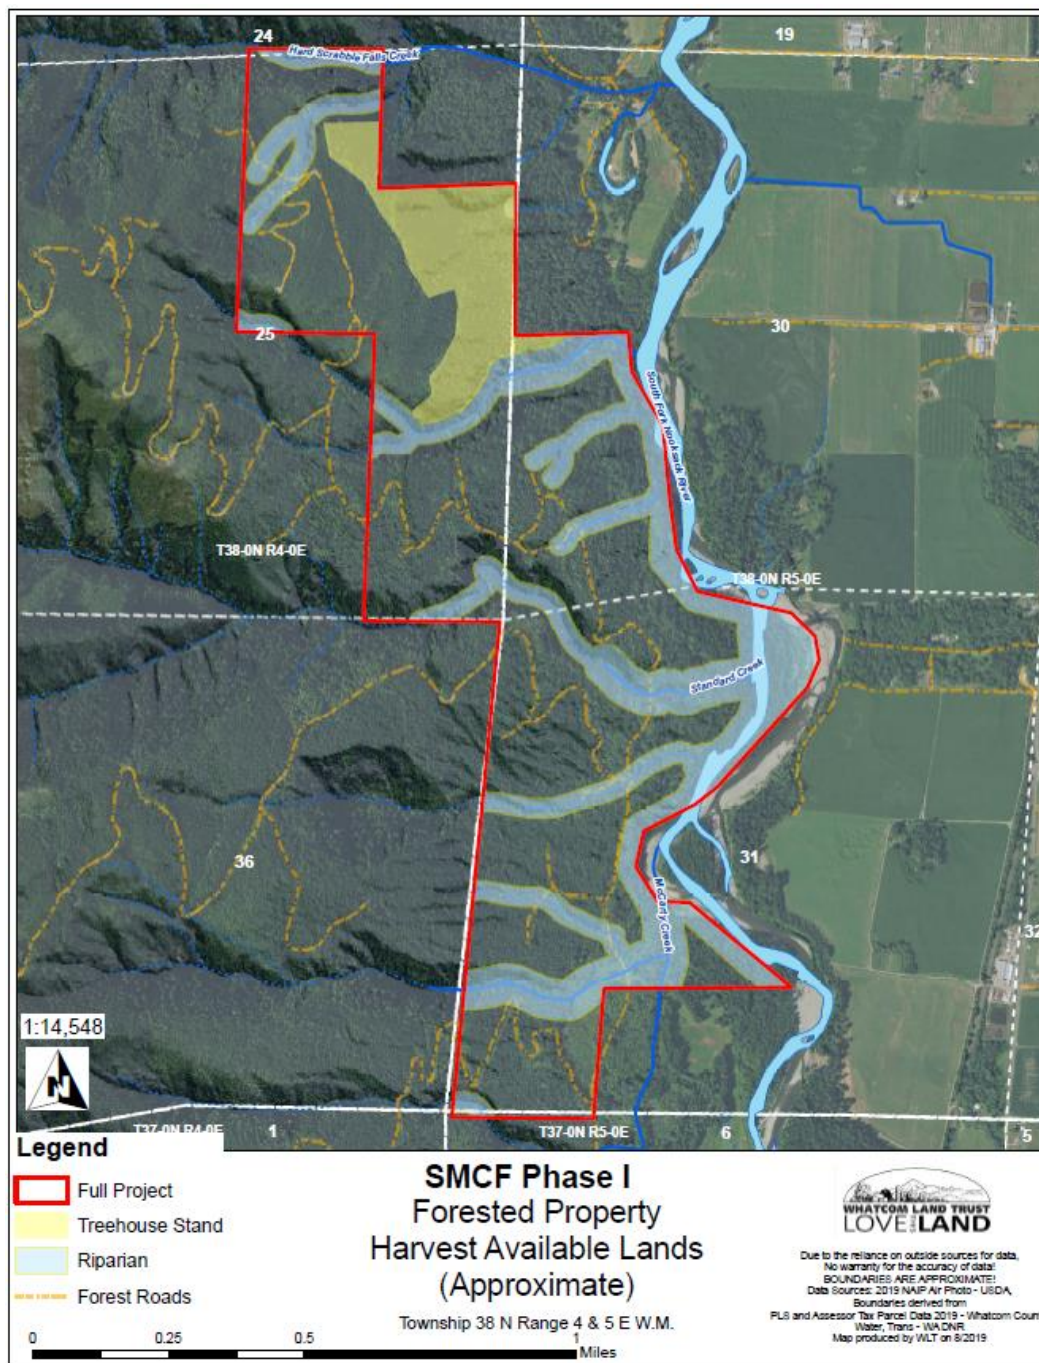 24
19
Hard Scrabble Falls Creek
25
30
South Fork Nooksack River
T38-0N R4-0E
T38-0N R5-0E
Standard Creek
36
31
McCarty Creek
32
1:14,548
N
T37-0N R4-0E
1
T37-0N R5-0E
6
5
Legend
Full Project
Treehouse Stand
Riparian
Forest Roads
0 0.25 0.5 1
Miles
SMCF Phase I
Forested Property
Harvest Available Lands
(Approximate)
Township 38 N Range 4 & 5 E W.M.
WHATCOM LAND TRUST
LOVE THIS LAND
Due to the reliance on outside sources for data,
No warranty for the accuracy of data!
BOUNDARIES ARE APPROXIMATE!
Data Sources: 2019 NAIP Air Photo - USDA,
Boundaries derived from
PLS and Assessor Tax Parcel Data 2019 - Whatcom Coun
Water, Trans - WADNR
Map produced by WLT on 8/2019